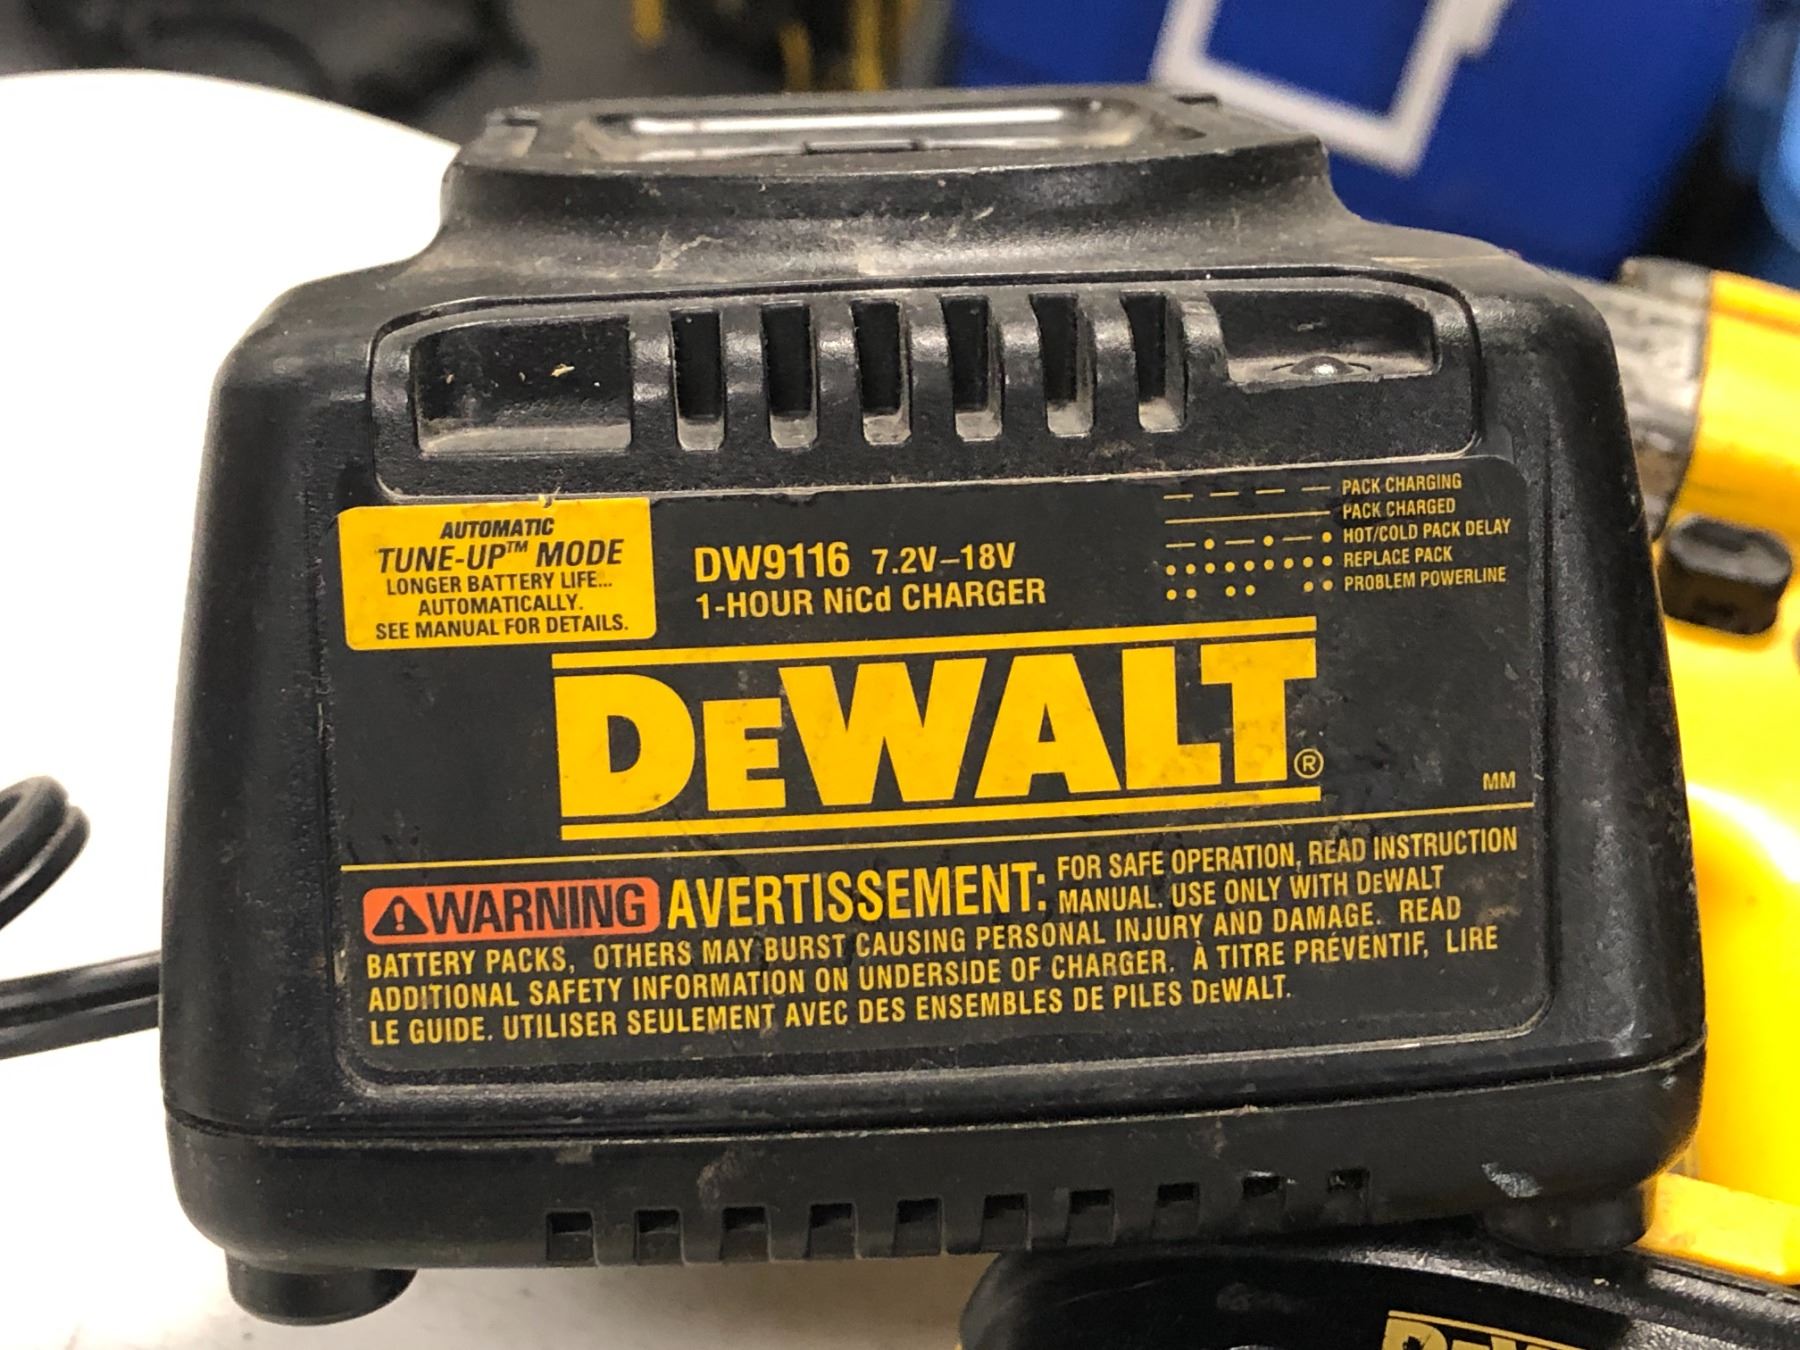 AUTOMATIC
TUNE-UP™ MODE
LONGER BATTERY LIFE...
AUTOMATICALLY.
SEE MANUAL FOR DETAILS.
DW9116 7.2V–18V
1-HOUR NiCd CHARGER
PACK CHARGING
PACK CHARGED
HOT/COLD PACK DELAY
REPLACE PACK
PROBLEM POWERLINE
DEWALT®
MM
WARNING AVERTISSEMENT: FOR SAFE OPERATION, READ INSTRUCTION
MANUAL. USE ONLY WITH DEWALT
BATTERY PACKS, OTHERS MAY BURST CAUSING PERSONAL INJURY AND DAMAGE. READ
ADDITIONAL SAFETY INFORMATION ON UNDERSIDE OF CHARGER. À TITRE PRÉVENTIF, LIRE
LE GUIDE. UTILISER SEULEMENT AVEC DES ENSEMBLES DE PILES DEWALT.